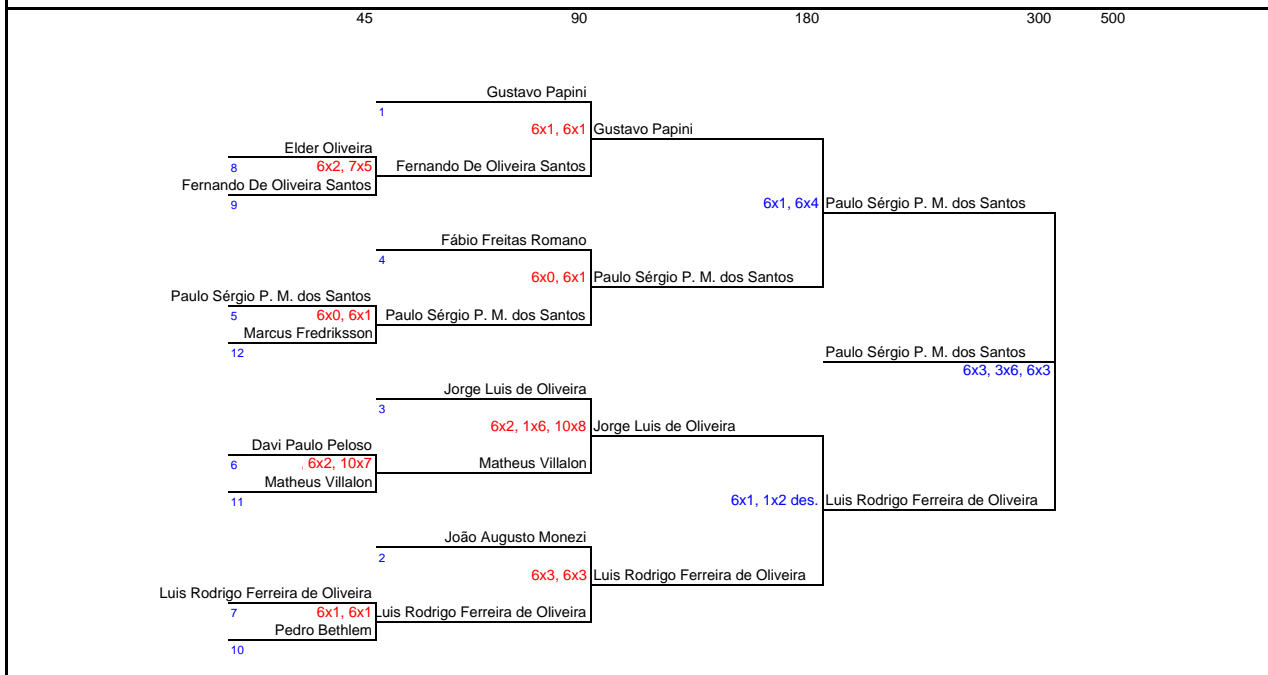 45 90 180 300 500
Gustavo Papini
1
6x1, 6x1 Gustavo Papini
Elder Oliveira
8 6x2, 7x5 Fernando De Oliveira Santos
Fernando De Oliveira Santos
9
6x1, 6x4 Paulo Sérgio P. M. dos Santos
Fábio Freitas Romano
4
6x0, 6x1 Paulo Sérgio P. M. dos Santos
Paulo Sérgio P. M. dos Santos
5 6x0, 6x1 Paulo Sérgio P. M. dos Santos
Marcus Fredriksson
12
Paulo Sérgio P. M. dos Santos
6x3, 3x6, 6x3
Jorge Luis de Oliveira
3
6x2, 1x6, 10x8 Jorge Luis de Oliveira
Davi Paulo Peloso
6 , 6x2, 10x7 Matheus Villalon
Matheus Villalon
11
6x1, 1x2 des. Luis Rodrigo Ferreira de Oliveira
João Augusto Monezi
2
6x3, 6x3 Luis Rodrigo Ferreira de Oliveira
Luis Rodrigo Ferreira de Oliveira
7 6x1, 6x1 Luis Rodrigo Ferreira de Oliveira
Pedro Bethlem
10